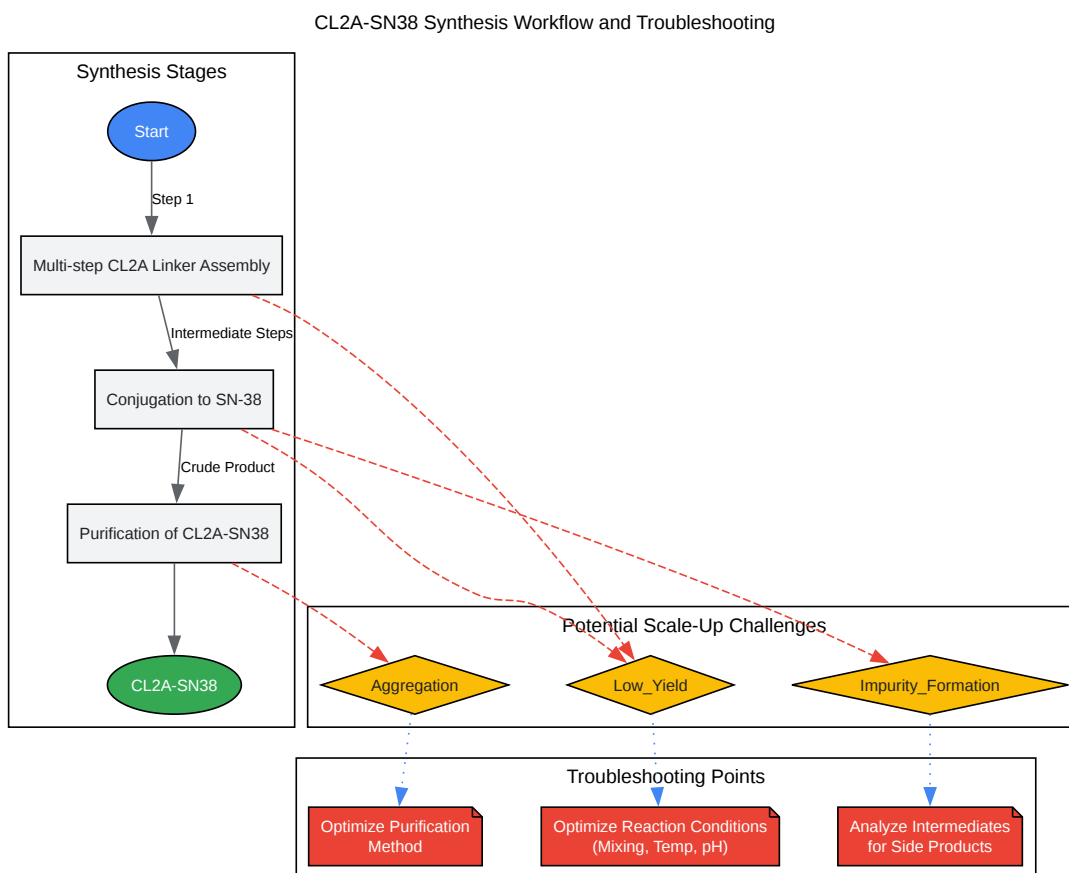 CL2A-SN38 Synthesis Workflow and Troubleshooting
Synthesis Stages
Start
Step 1
Multi-step CL2A Linker Assembly
Intermediate Steps
Conjugation to SN-38
Crude Product
Purification of CL2A-SN38
CL2A-SN38
Potential Scale-Up Challenges
Aggregation
Low_Yield
Impurity_Formation
Troubleshooting Points
Optimize Purification
Method
Optimize Reaction Conditions
(Mixing, Temp, pH)
Analyze Intermediates
for Side Products